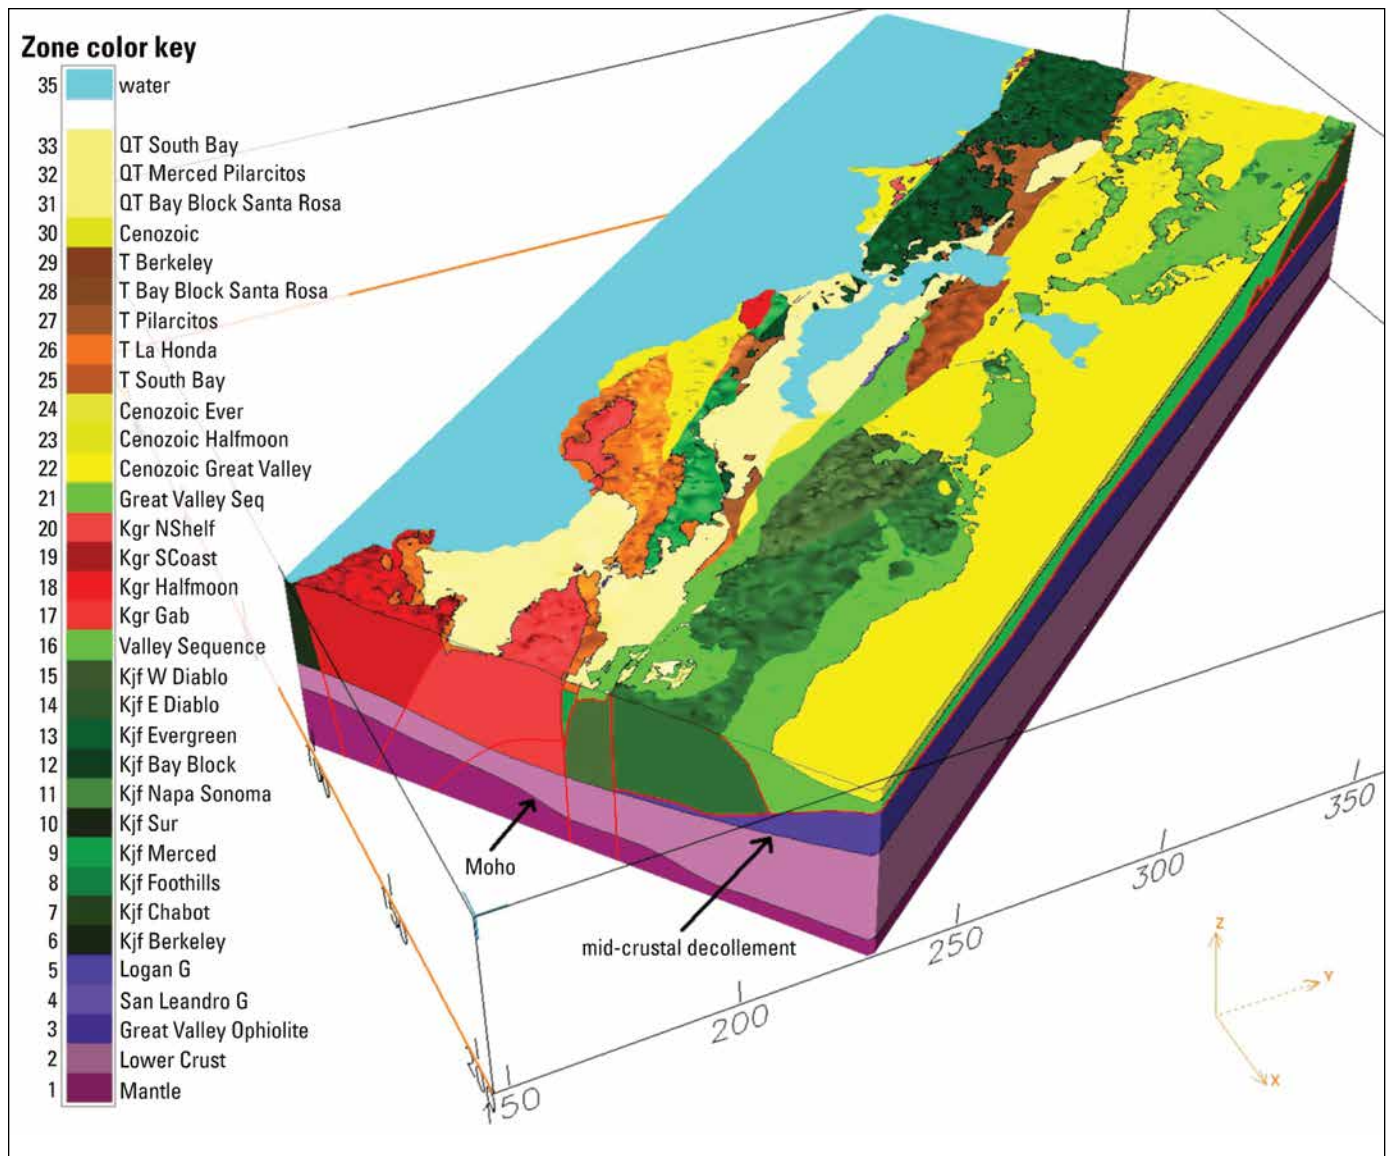 Zone color key
35 water
33 QT South Bay
32 QT Merced Pilarcitos
31 QT Bay Block Santa Rosa
30 Cenozoic
29 T Berkeley
28 T Bay Block Santa Rosa
27 T Pilarcitos
26 T La Honda
25 T South Bay
24 Cenozoic Ever
23 Cenozoic Halfmoon
22 Cenozoic Great Valley
21 Great Valley Seq
20 Kgr NShelf
19 Kgr SCoast
18 Kgr Halfmoon
17 Kgr Gab
16 Valley Sequence
15 Kjf W Diablo
14 Kjf E Diablo
13 Kjf Evergreen
12 Kjf Bay Block
11 Kjf Napa Sonoma
10 Kjf Sur
9 Kjf Merced
8 Kjf Foothills
7 Kjf Chabot
6 Kjf Berkeley
5 Logan G
4 San Leandro G
3 Great Valley Ophiolite
2 Lower Crust
1 Mantle
Moho
mid-crustal decollement
150
200
250
300
350
Z
Y
X